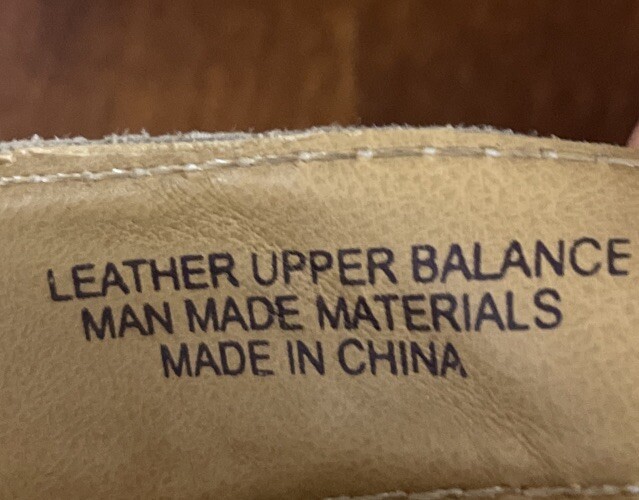 LEATHER UPPER BALANCE
MAN MADE MATERIALS
MADE IN CHINA